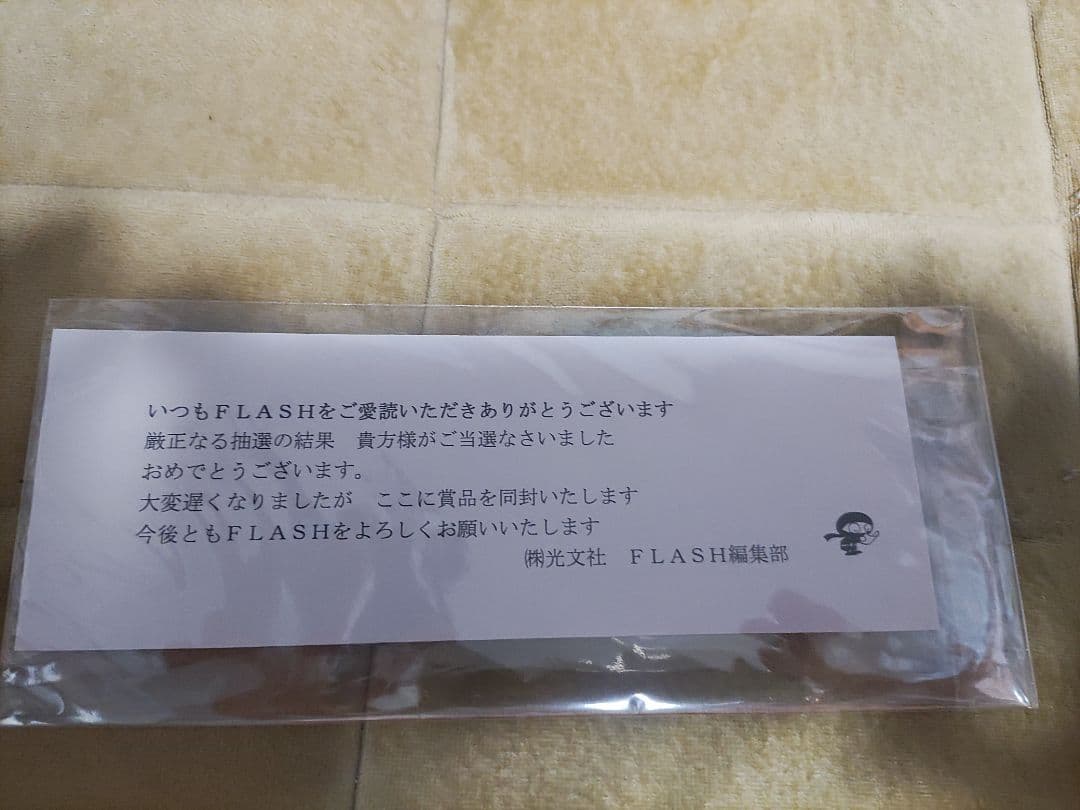 いつもＦＬＡＳＨをご愛読いただきありがとうございます
厳正なる抽選の結果　貴方様がご当選なさいました
おめでとうございます。
大変遅くなりましたが　ここに賞品を同封いたします
今後ともＦＬＡＳＨをよろしくお願いいたします
㈱光文社　ＦＬＡＳＨ編集部